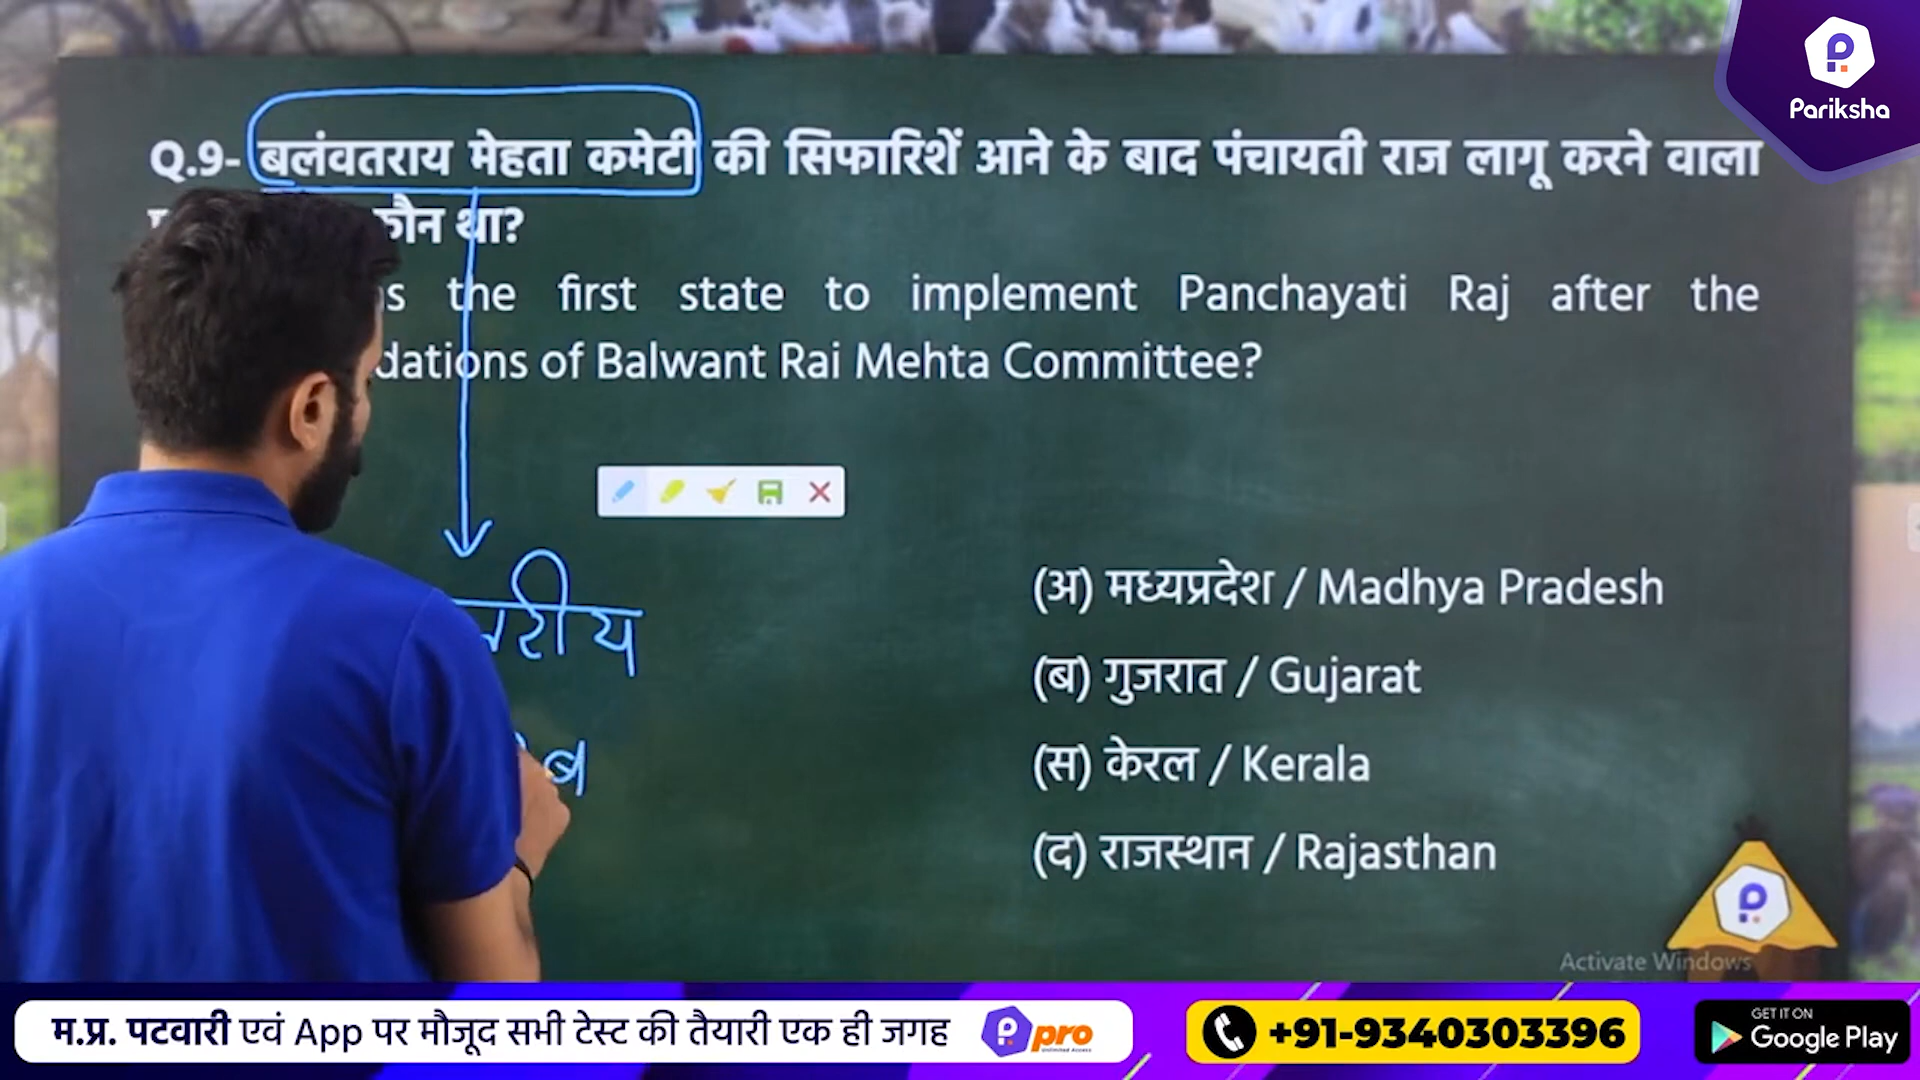 Pariksha
Q.9- बलंवतराय मेहता कमेटी की सिफारिशें आने के बाद पंचायती राज लागू करने वाला
कौन था?
the first state to implement Panchayati Raj after the
of Balwant Rai Mehta Committee?
(अ) मध्यप्रदेश / Madhya Pradesh
(ब) गुजरात / Gujarat
(स) केरल / Kerala
(द) राजस्थान / Rajasthan
Activate Windows
म.प्र. पटवारी एवं App पर मौजूद सभी टेस्ट की तैयारी एक ही जगह
pro
Unlimited Access
+91-9340303396
GET IT ON
Google Play